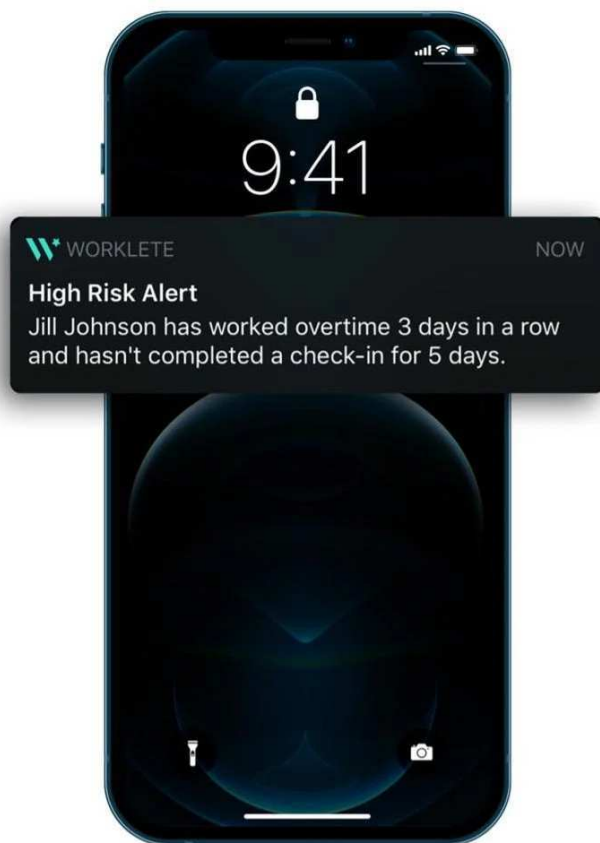 9:41
WORKLETE NOW
High Risk Alert
Jill Johnson has worked overtime 3 days in a row
and hasn't completed a check-in for 5 days.